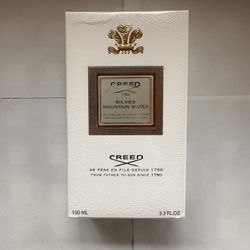 CREED
1760
SILVER
MOUNTAIN WATER
CREED
DE PÈRE EN FILS DEPUIS 1760
FROM FATHER TO SON SINCE 1760
100 ML
3.3 FL.OZ.